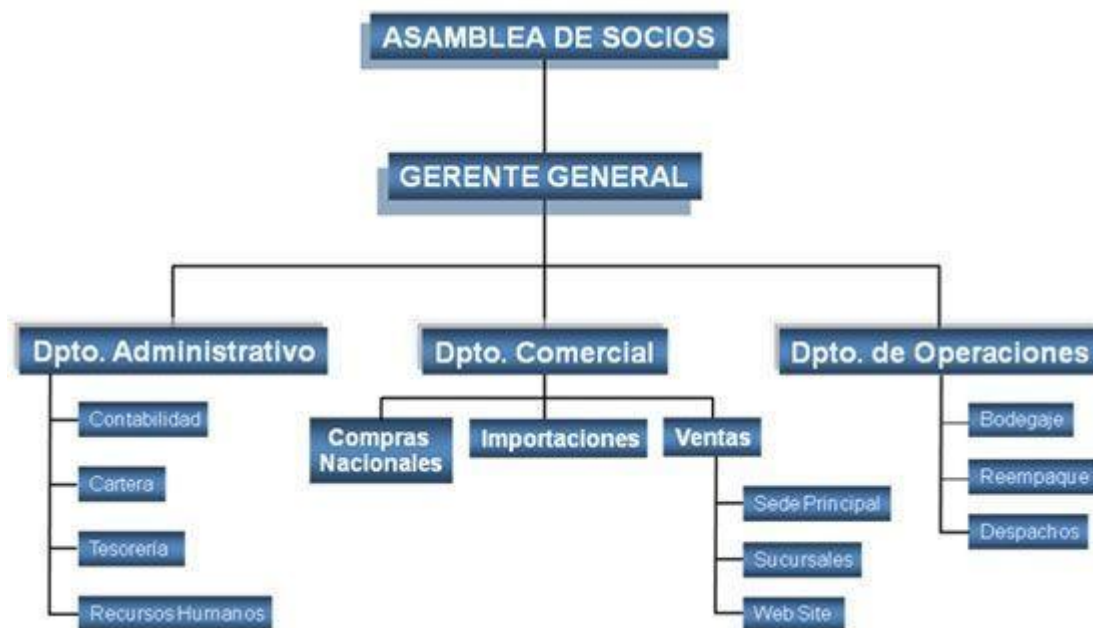 ASAMBLEA DE SOCIOS
GERENTE GENERAL
Dpto. Administrativo
Contabilidad
Cartera
Tesorería
Recursos Humanos
Dpto. Comercial
Compras
Nacionales
Importaciones
Ventas
Sede Principal
Sucursales
Web Site
Dpto. de Operaciones
Bodegaje
Reempaque
Despachos